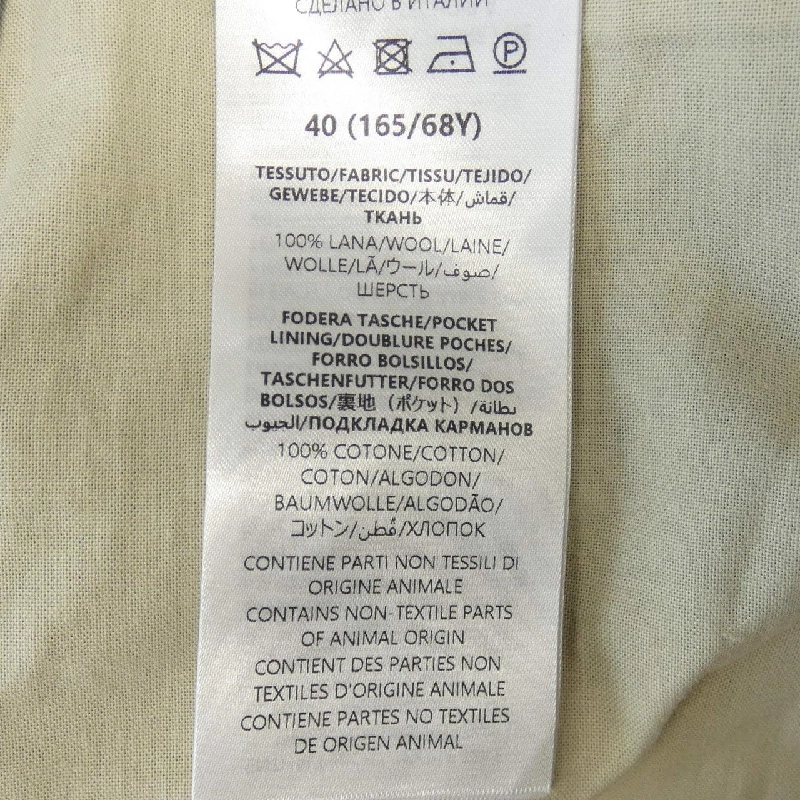 СДЕЛАНО В ИТАЛИИ
P
40 (165/68Y)
TESSUTO/FABRIC/TISSU/TEJIDO/
GEWEBE/TECIDO/本体/قماش/
ТКАНЬ
100% LANA/WOOL/LAINE/
WOLLE/LÃ/ウール/صوف/
ШЕРСТЬ
FODERA TASCHE/POCKET
LINING/DOUBLURE POCHES/
FORRO BOLSILLOS/
TASCHENFUTTER/FORRO DOS
BOLSOS/裏地（ポケット）/بطانة
الجيوب/ПОДКЛАДКА КАРМАНОВ
100% COTONE/COTTON/
COTON/ALGODON/
BAUMWOLLE/ALGODÃO/
コットン/قُطن/ХЛОПОК
CONTIENE PARTI NON TESSILI DI
ORIGINE ANIMALE
CONTAINS NON-TEXTILE PARTS
OF ANIMAL ORIGIN
CONTIENT DES PARTIES NON
TEXTILES D'ORIGINE ANIMALE
CONTIENE PARTES NO TEXTILES
DE ORIGEN ANIMAL